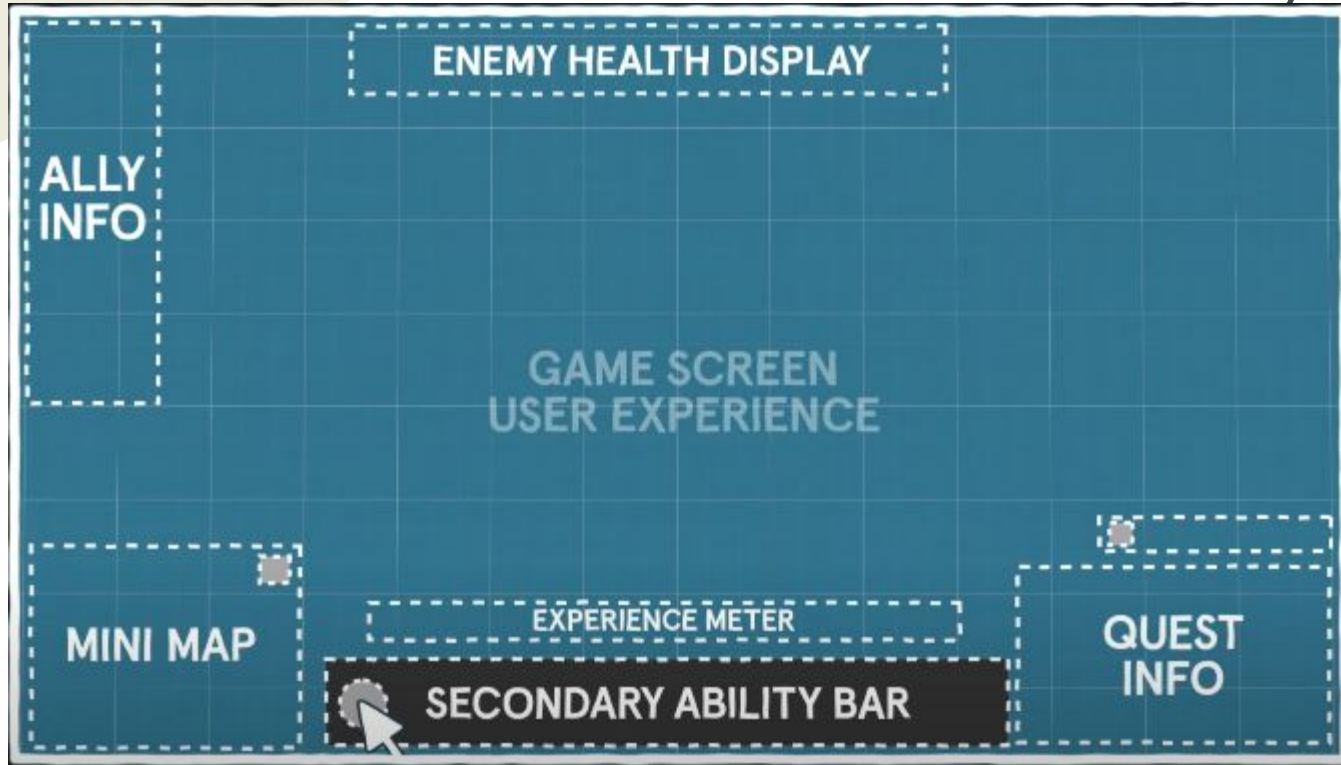 ENEMY HEALTH DISPLAY
ALLY
INFO
GAME SCREEN
USER EXPERIENCE
EXPERIENCE METER
MINI MAP
SECONDARY ABILITY BAR
QUEST
INFO